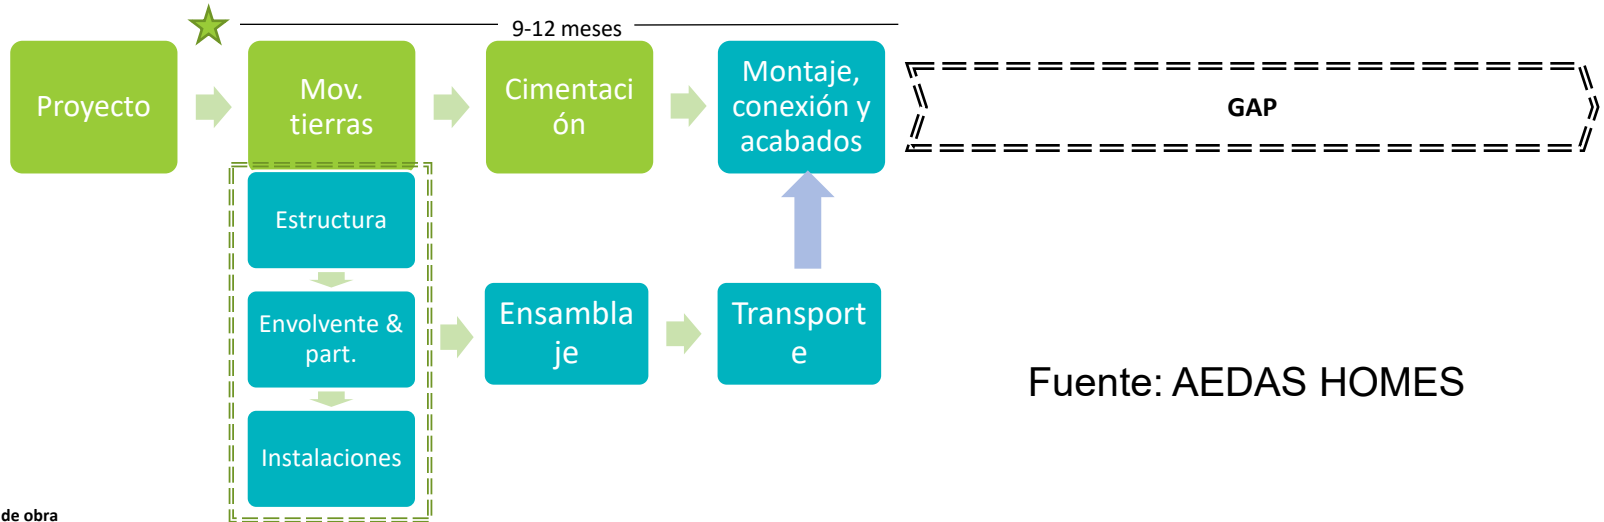 9-12 meses
Proyecto
Mov.
tierras
Cimentaci
ón
Montaje,
conexión y
acabados
GAP
Estructura
Envolvente &
part.
Ensambla
je
Transport
e
Instalaciones
Fuente: AEDAS HOMES
de obra